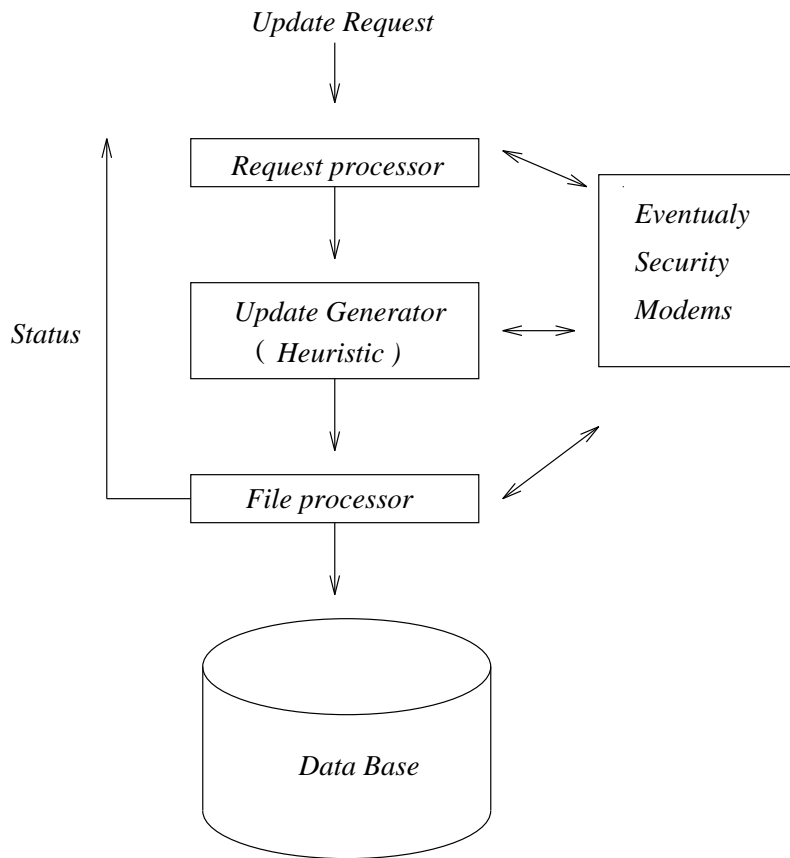 Update Request
Request processor
Eventualy
Security
Modems
Update Generator
( Heuristic )
Status
File processor
Data Base